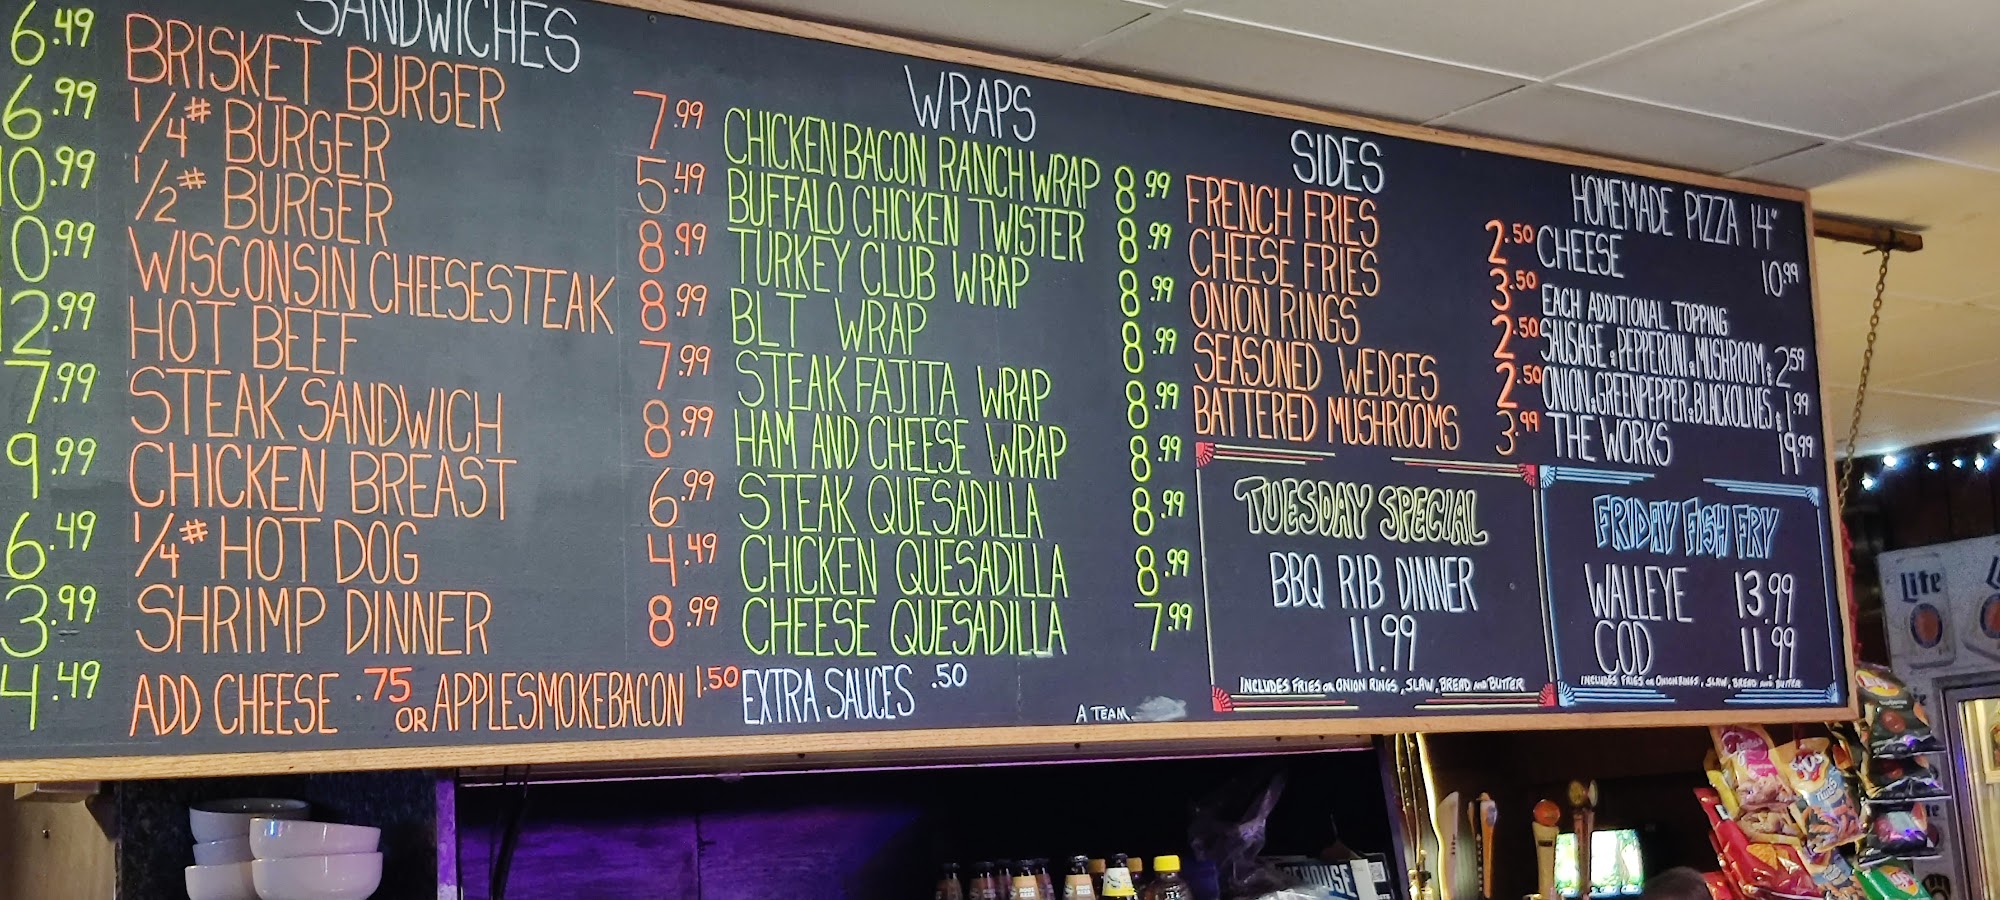 6.49
6.99
10.99
0.99
2.99
7.99
9.99
6.49
3.99
4.49
SANDWICHES
BRISKET BURGER 7.99
1/4# BURGER 5.49
1/2# BURGER 8.99
WISCONSIN CHEESESTEAK 8.99
HOT BEEF 7.99
STEAK SANDWICH 8.99
CHICKEN BREAST 6.99
1/4# HOT DOG 4.49
SHRIMP DINNER 8.99
ADD CHEESE .75 OR APPLESMOKEBACON 1.50
WRAPS
CHICKEN BACON RANCH WRAP 8.99
BUFFALO CHICKEN TWISTER 8.99
TURKEY CLUB WRAP 8.99
BLT WRAP 8.99
STEAK FAJITA WRAP 8.99
HAM AND CHEESE WRAP 8.99
STEAK QUESADILLA 8.99
CHICKEN QUESADILLA 8.99
CHEESE QUESADILLA 7.99
EXTRA SAUCES .50
A TEAM
SIDES
FRENCH FRIES 2.50
CHEESE FRIES 3.50
ONION RINGS 2.50
SEASONED WEDGES 2.50
BATTERED MUSHROOMS 3.99
HOMEMADE PIZZA 14"
CHEESE 10.99
EACH ADDITIONAL TOPPING
SAUSAGE & PEPPERONI & MUSHROOM & 2.59
ONION & GREENPEPPER & BLACKOLIVES & 1.99
THE WORKS 19.99
TUESDAY SPECIAL
BBQ RIB DINNER
11.99
INCLUDES FRIES OR ONION RINGS, SLAW, BREAD AND BUTTER
FRIDAY FISH FRY
WALLEYE 13.99
COD 11.99
INCLUDES FRIES OR ONION RINGS, SLAW, BREAD AND BUTTER
Lite